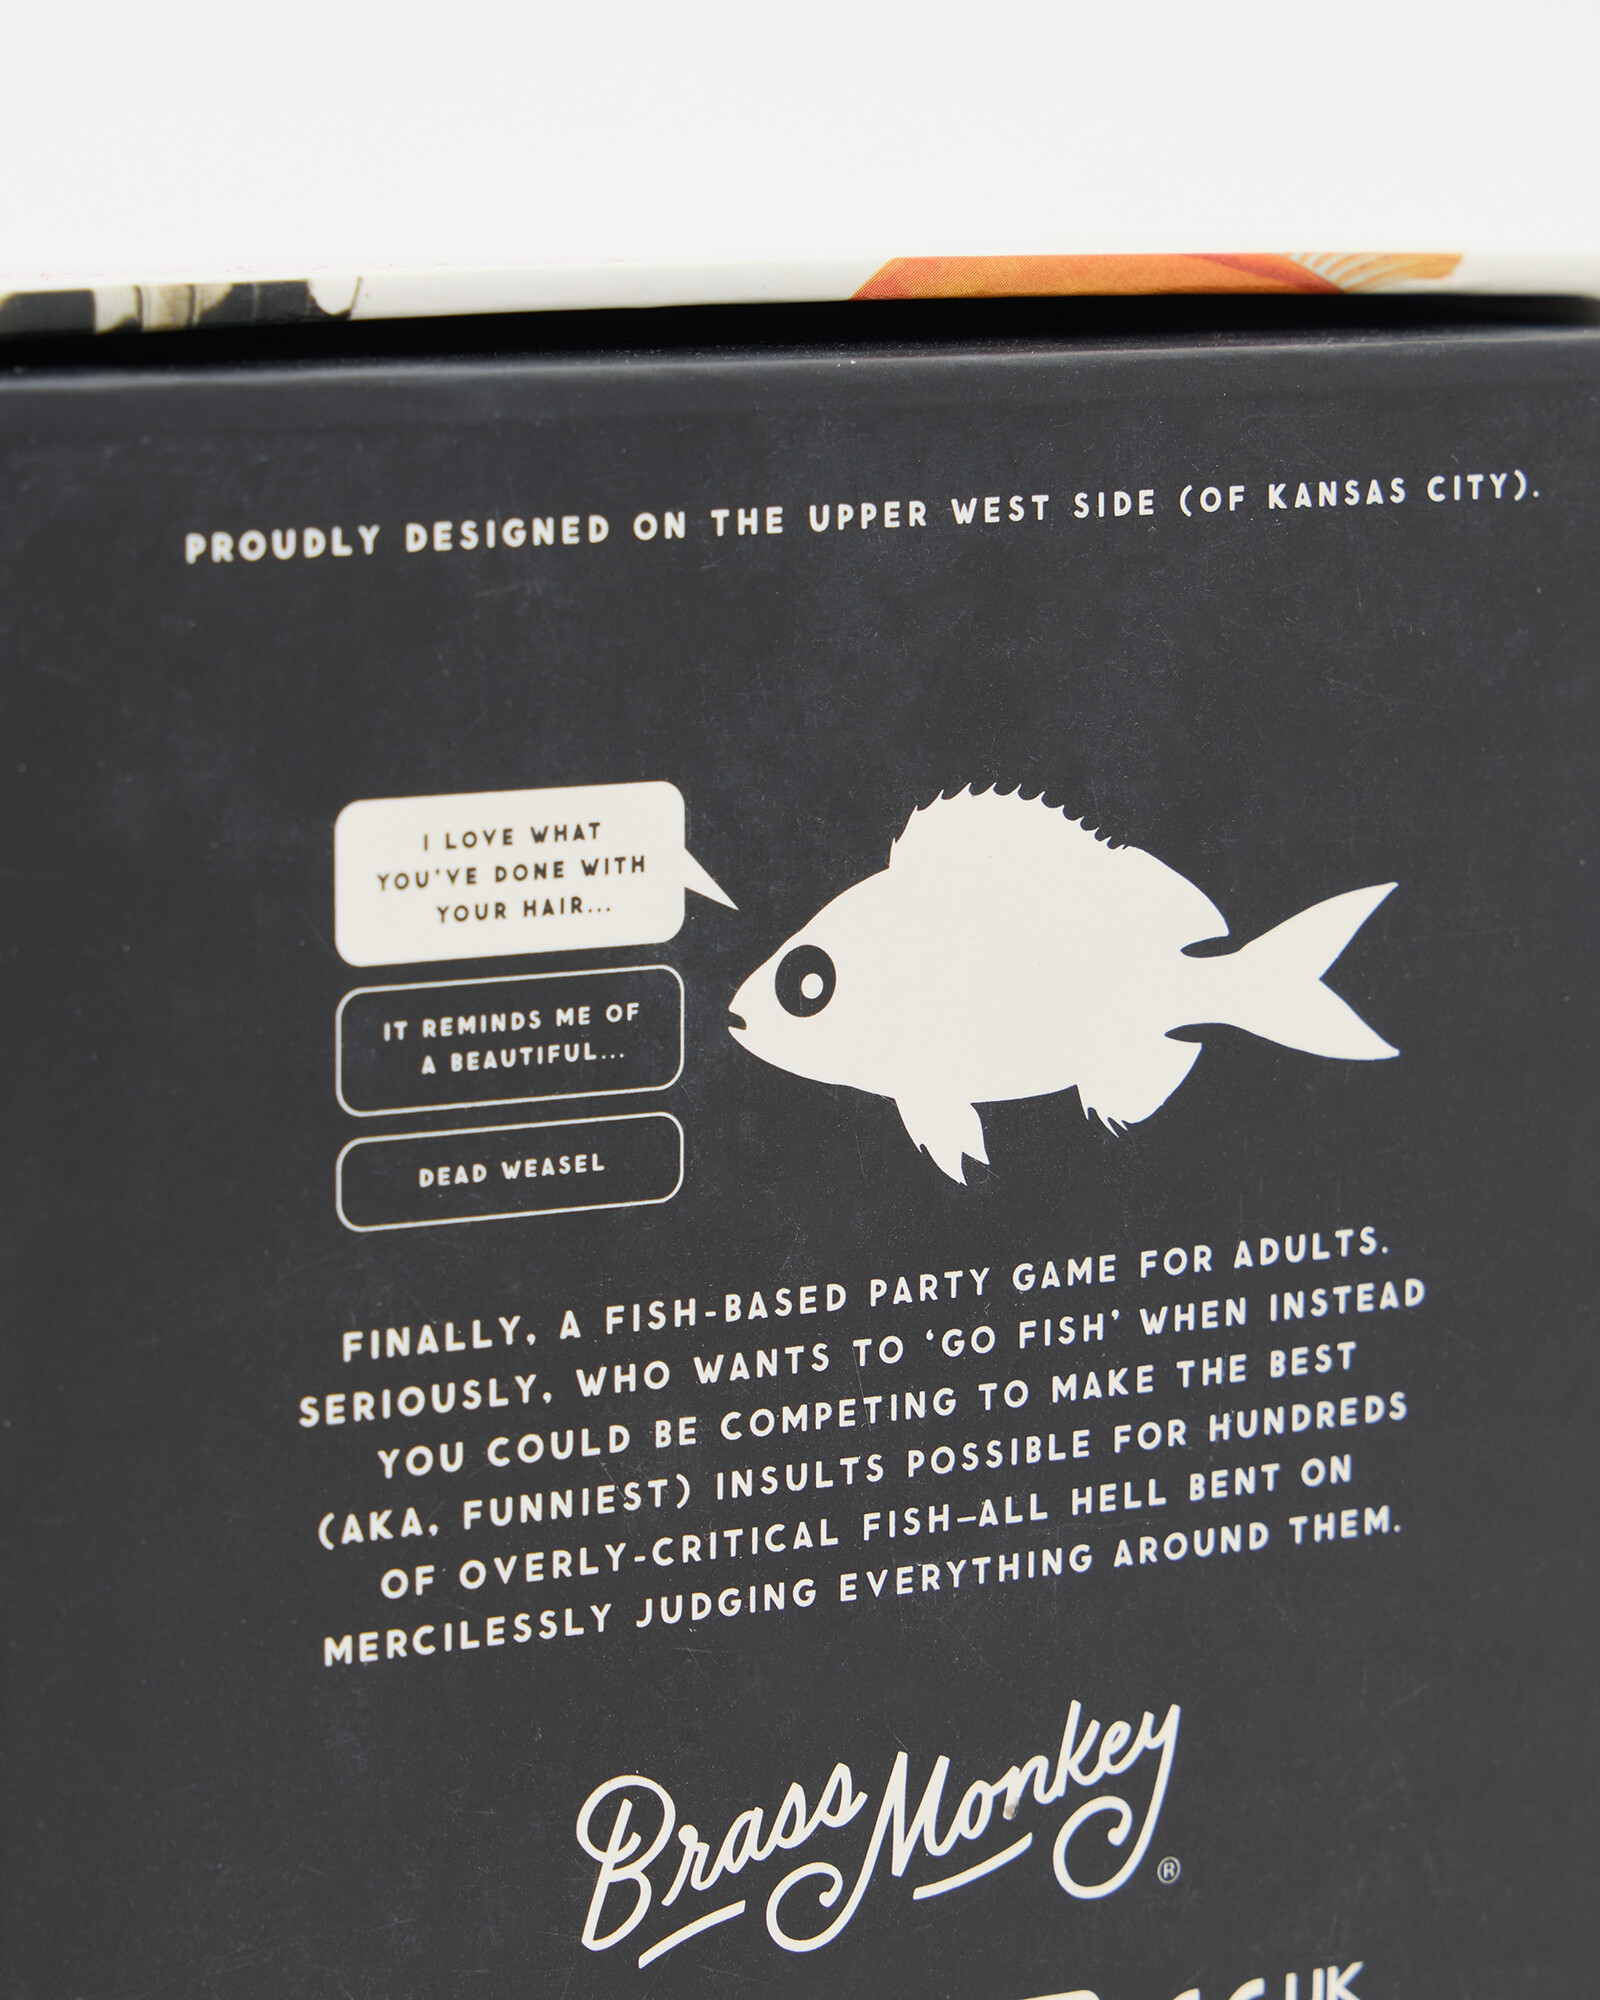 PROUDLY DESIGNED ON THE UPPER WEST SIDE (OF KANSAS CITY).
I LOVE WHAT
YOU'VE DONE WITH
YOUR HAIR...
IT REMINDS ME OF
A BEAUTIFUL...
DEAD WEASEL
FINALLY, A FISH-BASED PARTY GAME FOR ADULTS.
SERIOUSLY, WHO WANTS TO ‘GO FISH’ WHEN INSTEAD
YOU COULD BE COMPETING TO MAKE THE BEST
(AKA, FUNNIEST) INSULTS POSSIBLE FOR HUNDREDS
OF OVERLY-CRITICAL FISH—ALL HELL BENT ON
MERCILESSLY JUDGING EVERYTHING AROUND THEM.
Brass Monkey ®
UK